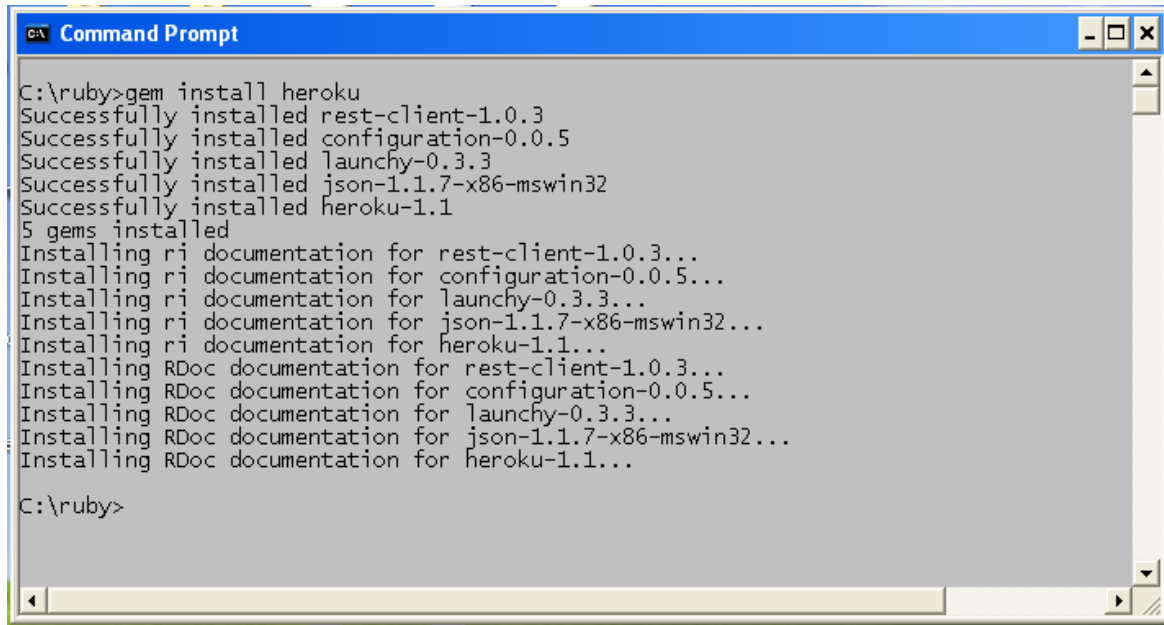 Command Prompt
C:\ruby>gem install heroku
Successfully installed rest-client-1.0.3
Successfully installed configuration-0.0.5
Successfully installed launchy-0.3.3
Successfully installed json-1.1.7-x86-mswin32
Successfully installed heroku-1.1
5 gems installed
Installing ri documentation for rest-client-1.0.3...
Installing ri documentation for configuration-0.0.5...
Installing ri documentation for launchy-0.3.3...
Installing ri documentation for json-1.1.7-x86-mswin32...
Installing ri documentation for heroku-1.1...
Installing RDoc documentation for rest-client-1.0.3...
Installing RDoc documentation for configuration-0.0.5...
Installing RDoc documentation for launchy-0.3.3...
Installing RDoc documentation for json-1.1.7-x86-mswin32...
Installing RDoc documentation for heroku-1.1...
C:\ruby>